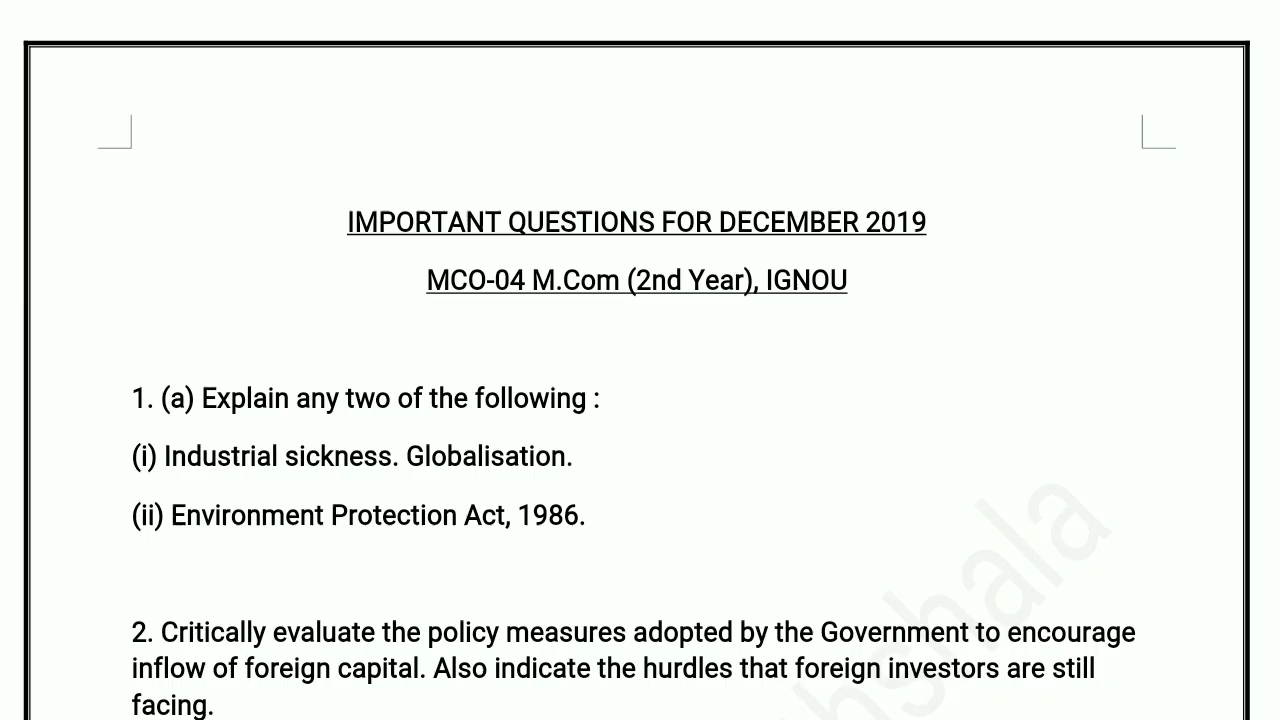 IMPORTANT QUESTIONS FOR DECEMBER 2019
MCO-04 M.Com (2nd Year), IGNOU
1. (a) Explain any two of the following :
(i) Industrial sickness. Globalisation.
(ii) Environment Protection Act, 1986.
2. Critically evaluate the policy measures adopted by the Government to encourage
inflow of foreign capital. Also indicate the hurdles that foreign investors are still
facing.